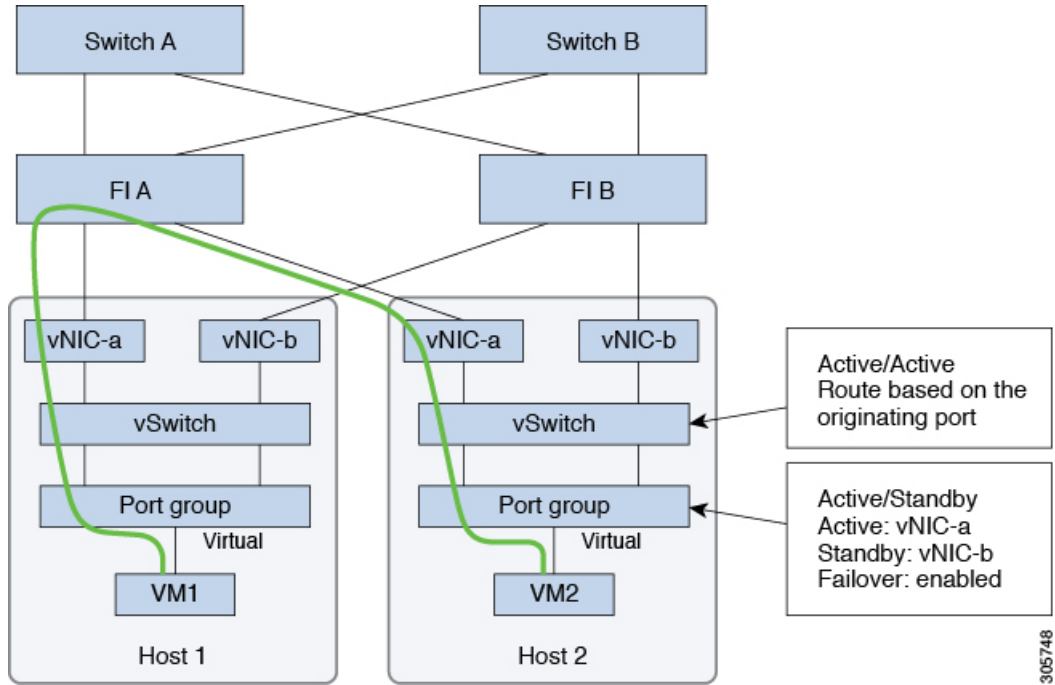 Switch A
Switch B
FI A
FI B
vNIC-a
vNIC-b
vNIC-a
vNIC-b
vSwitch
vSwitch
Port group
Port group
Virtual
Virtual
VM1
VM2
Host 1
Host 2
Active/Active
Route based on the
originating port
Active/Standby
Active: vNIC-a
Standby: vNIC-b
Failover: enabled
305748